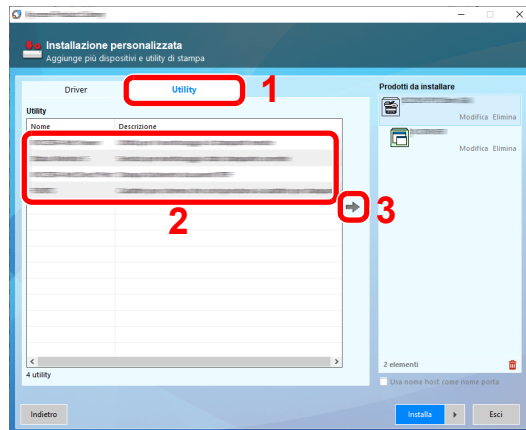 Installazione personalizzata
Aggiunge più dispositivi e utility di stampa
Driver
Utility
1
Utility
Nome Descrizione
2
3
4 utility
Prodotti da installare
Modifica Elimina
Modifica Elimina
2 elementi
Usa nome host come nome porta
Indietro
Installa
Esci